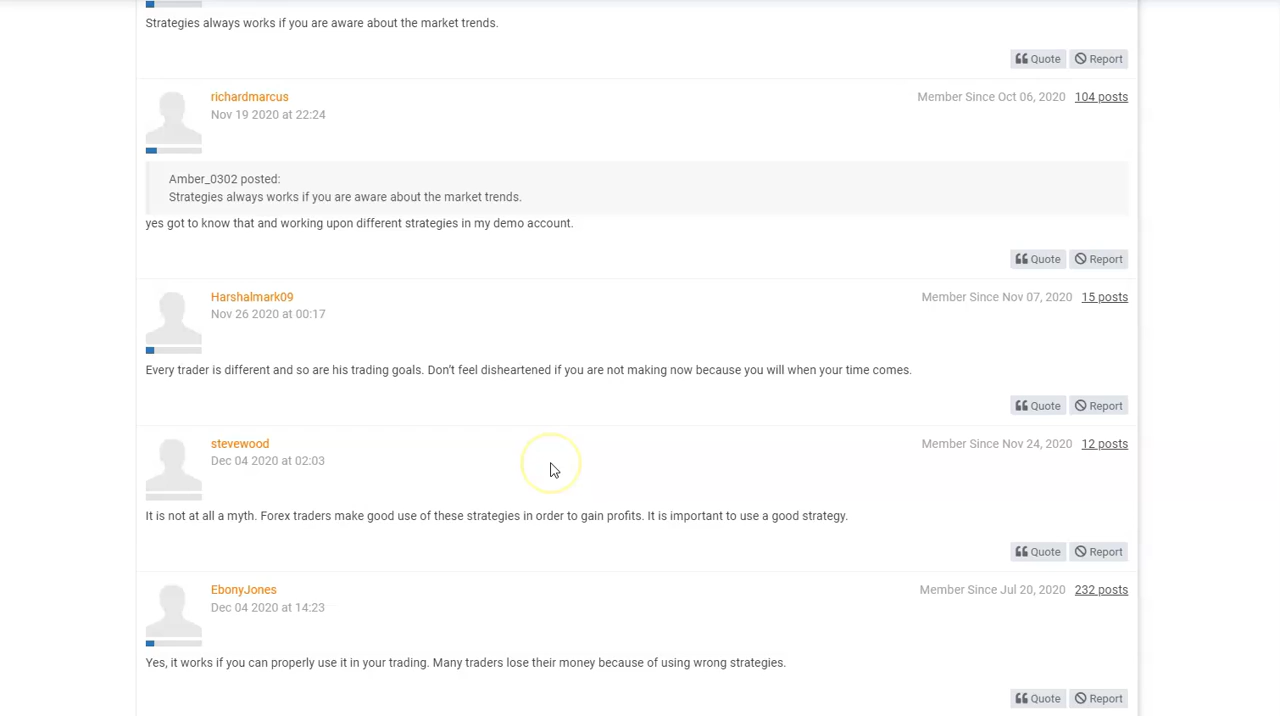 Strategies always works if you are aware about the market trends.
Quote Report
richardmarcus Member Since Oct 06, 2020 104 posts
Nov 19 2020 at 22:24
Amber_0302 posted:
Strategies always works if you are aware about the market trends.
yes got to know that and working upon different strategies in my demo account.
Quote Report
Harshalmark09 Member Since Nov 07, 2020 15 posts
Nov 26 2020 at 00:17
Every trader is different and so are his trading goals. Don't feel disheartened if you are not making now because you will when your time comes.
Quote Report
stevewood Member Since Nov 24, 2020 12 posts
Dec 04 2020 at 02:03
It is not at all a myth. Forex traders make good use of these strategies in order to gain profits. It is important to use a good strategy.
Quote Report
EbonyJones Member Since Jul 20, 2020 232 posts
Dec 04 2020 at 14:23
Yes, it works if you can properly use it in your trading. Many traders lose their money because of using wrong strategies.
Quote Report